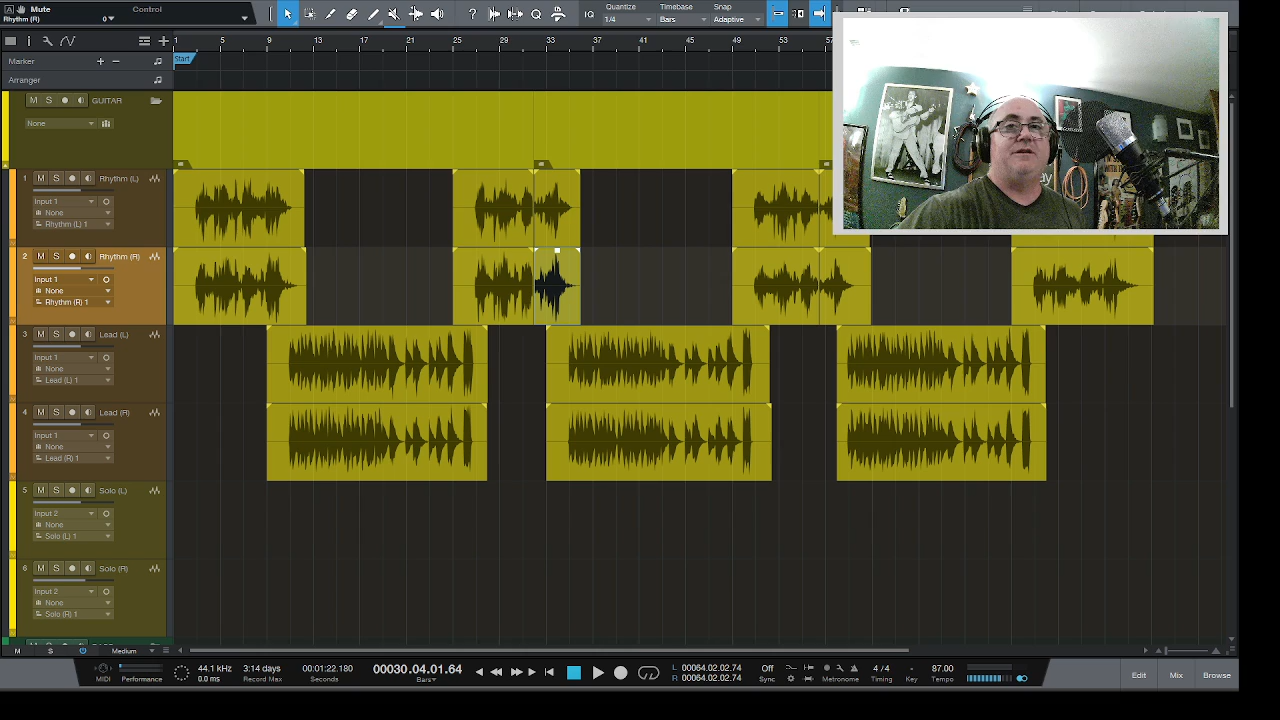 Mute Control
Rhythm (R) 0
? Q IQ Quantize Timebase Snap
1/4 Bars Adaptive
1 5 9 13 17 21 25 29 33 37 41 45 49 53 57
Marker + −
Start
Arranger
M S GUITAR
None
1 M S Rhythm (L)
Input 1
None
Rhythm (L) 1
2 M S Rhythm (R)
Input 1
None
Rhythm (R) 1
3 M S Lead (L)
Input 1
None
Lead (L) 1
4 M S Lead (R)
Input 1
None
Lead (R) 1
5 M S Solo (L)
Input 2
None
Solo (L) 1
6 M S Solo (R)
Input 2
None
Solo (R) 1
M S Medium
MIDI Performance
44.1 kHz
0.0 ms
3:14 days
Record Max
00:01:22.180
Seconds
00030.04.01.64
Bars
L 00064.02.02.74
R 00064.02.02.74
Off
Sync
Metronome
4 / 4
Timing
Key
87.00
Tempo
Edit Mix Browse